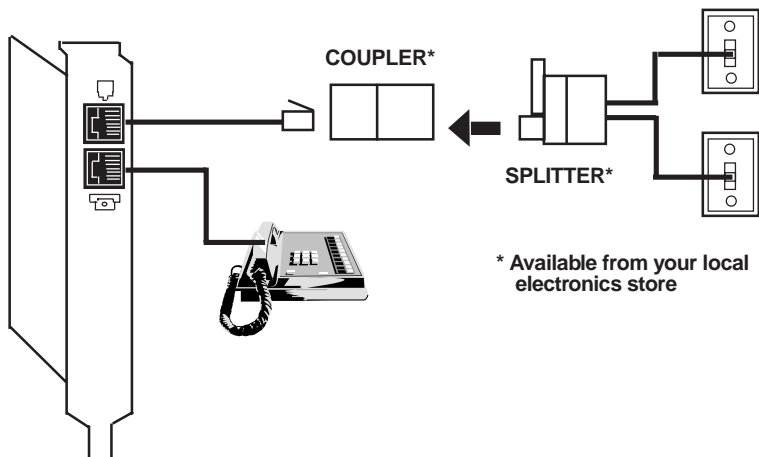 COUPLER*
SPLITTER*
* Available from your local
electronics store